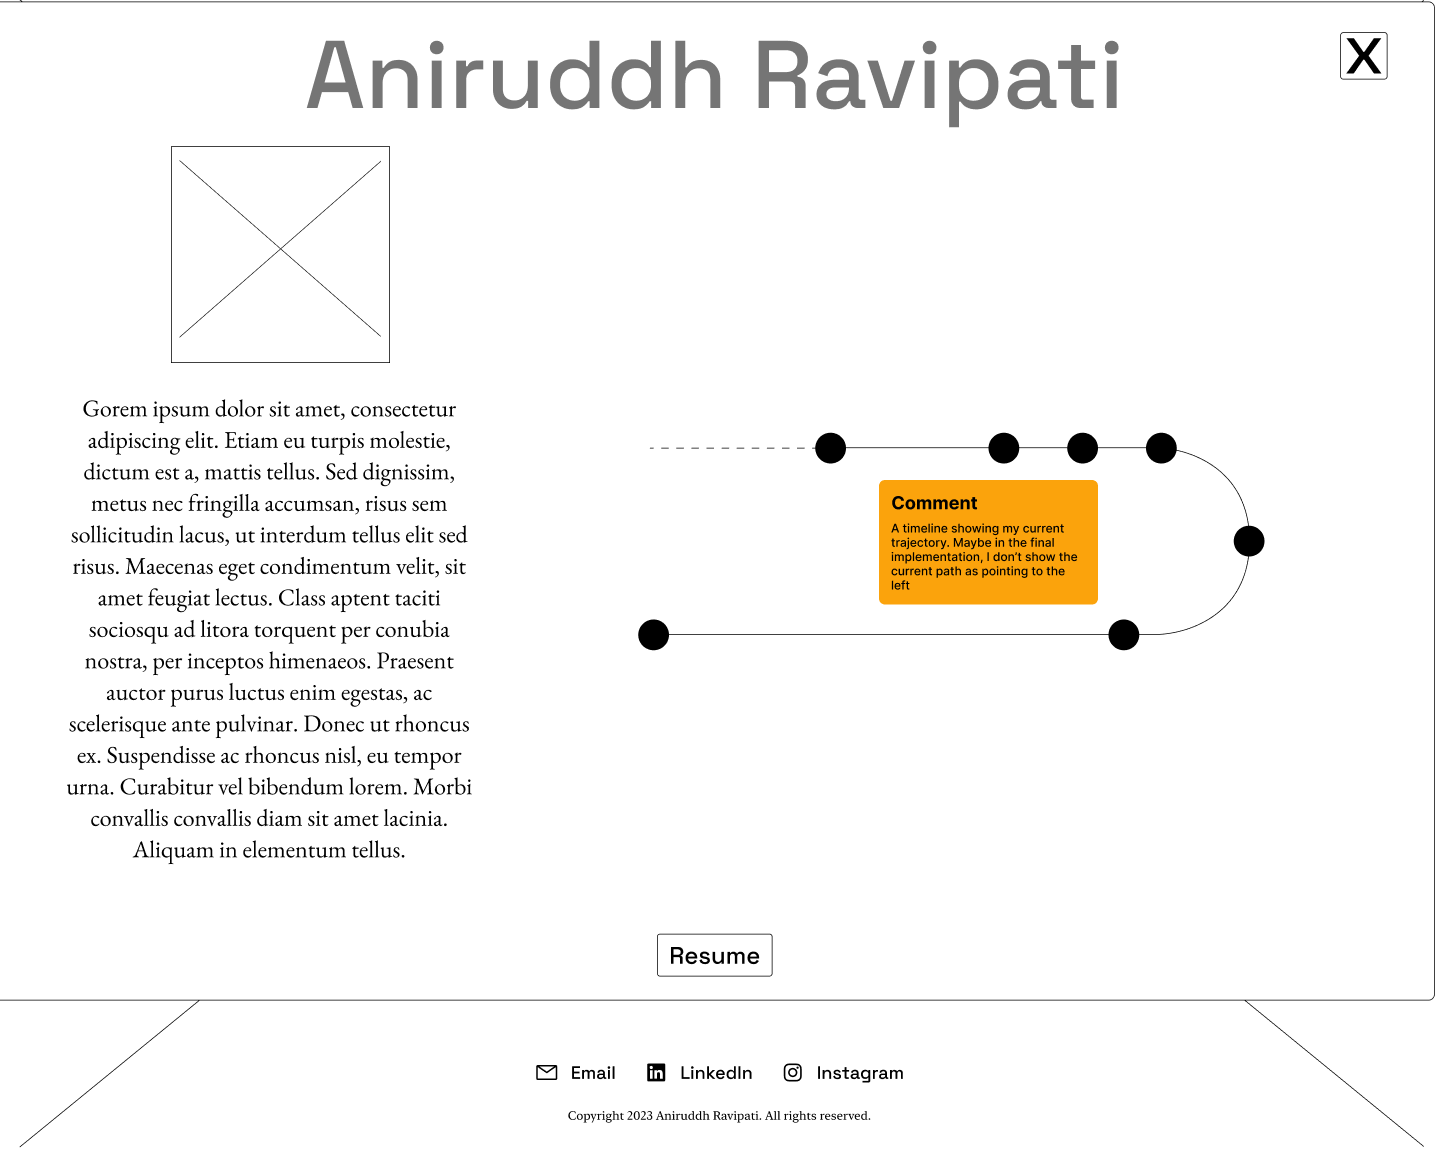 Aniruddh Ravipati
X
Gorem ipsum dolor sit amet, consectetur
adipiscing elit. Etiam eu turpis molestie,
dictum est a, mattis tellus. Sed dignissim,
metus nec fringilla accumsan, risus sem
sollicitudin lacus, ut interdum tellus elit sed
risus. Maecenas eget condimentum velit, sit
amet feugiat lectus. Class aptent taciti
sociosqu ad litora torquent per conubia
nostra, per inceptos himenaeos. Praesent
auctor purus luctus enim egestas, ac
scelerisque ante pulvinar. Donec ut rhoncus
ex. Suspendisse ac rhoncus nisl, eu tempor
urna. Curabitur vel bibendum lorem. Morbi
convallis convallis diam sit amet lacinia.
Aliquam in elementum tellus.
Comment
A timeline showing my current
trajectory. Maybe in the final
implementation, I don't show the
current path as pointing to the
left
Resume
Email LinkedIn Instagram
Copyright 2023 Aniruddh Ravipati. All rights reserved.